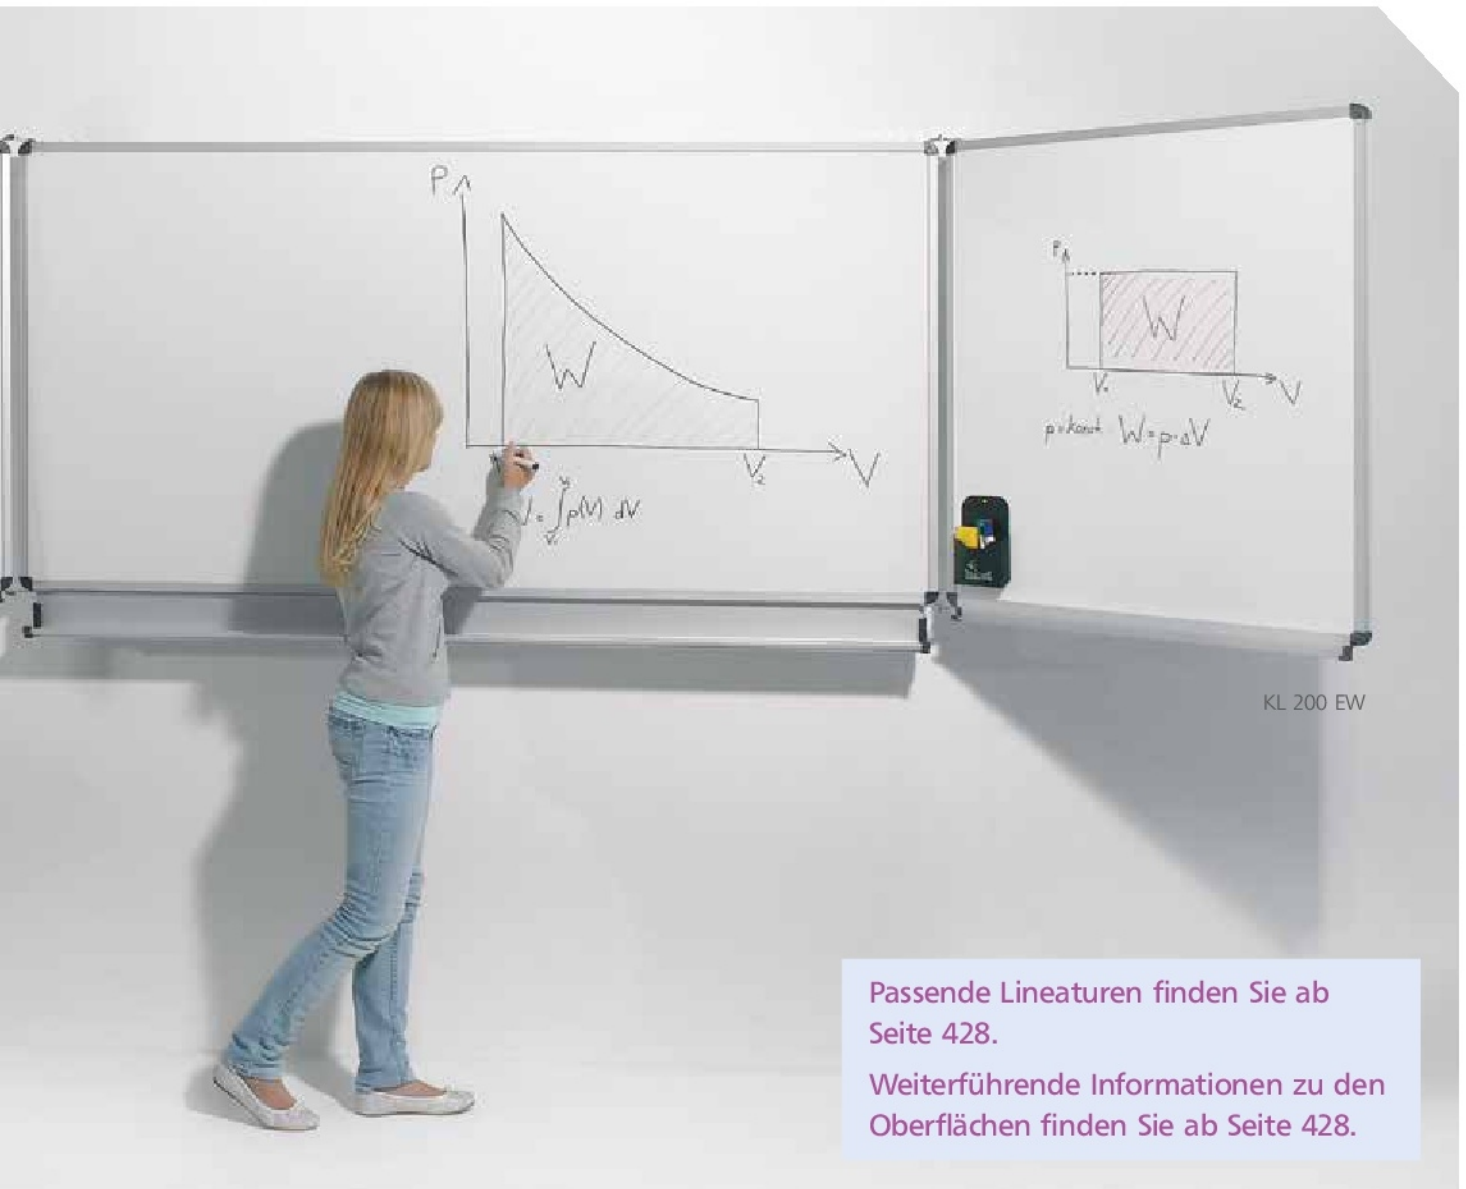 P
W
V₂
V
∫p(V) dV
P
W
V₁
V₂
V
p=konst. W=p·ΔV
KL 200 EW
Passende Lineaturen finden Sie ab
Seite 428.
Weiterführende Informationen zu den
Oberflächen finden Sie ab Seite 428.